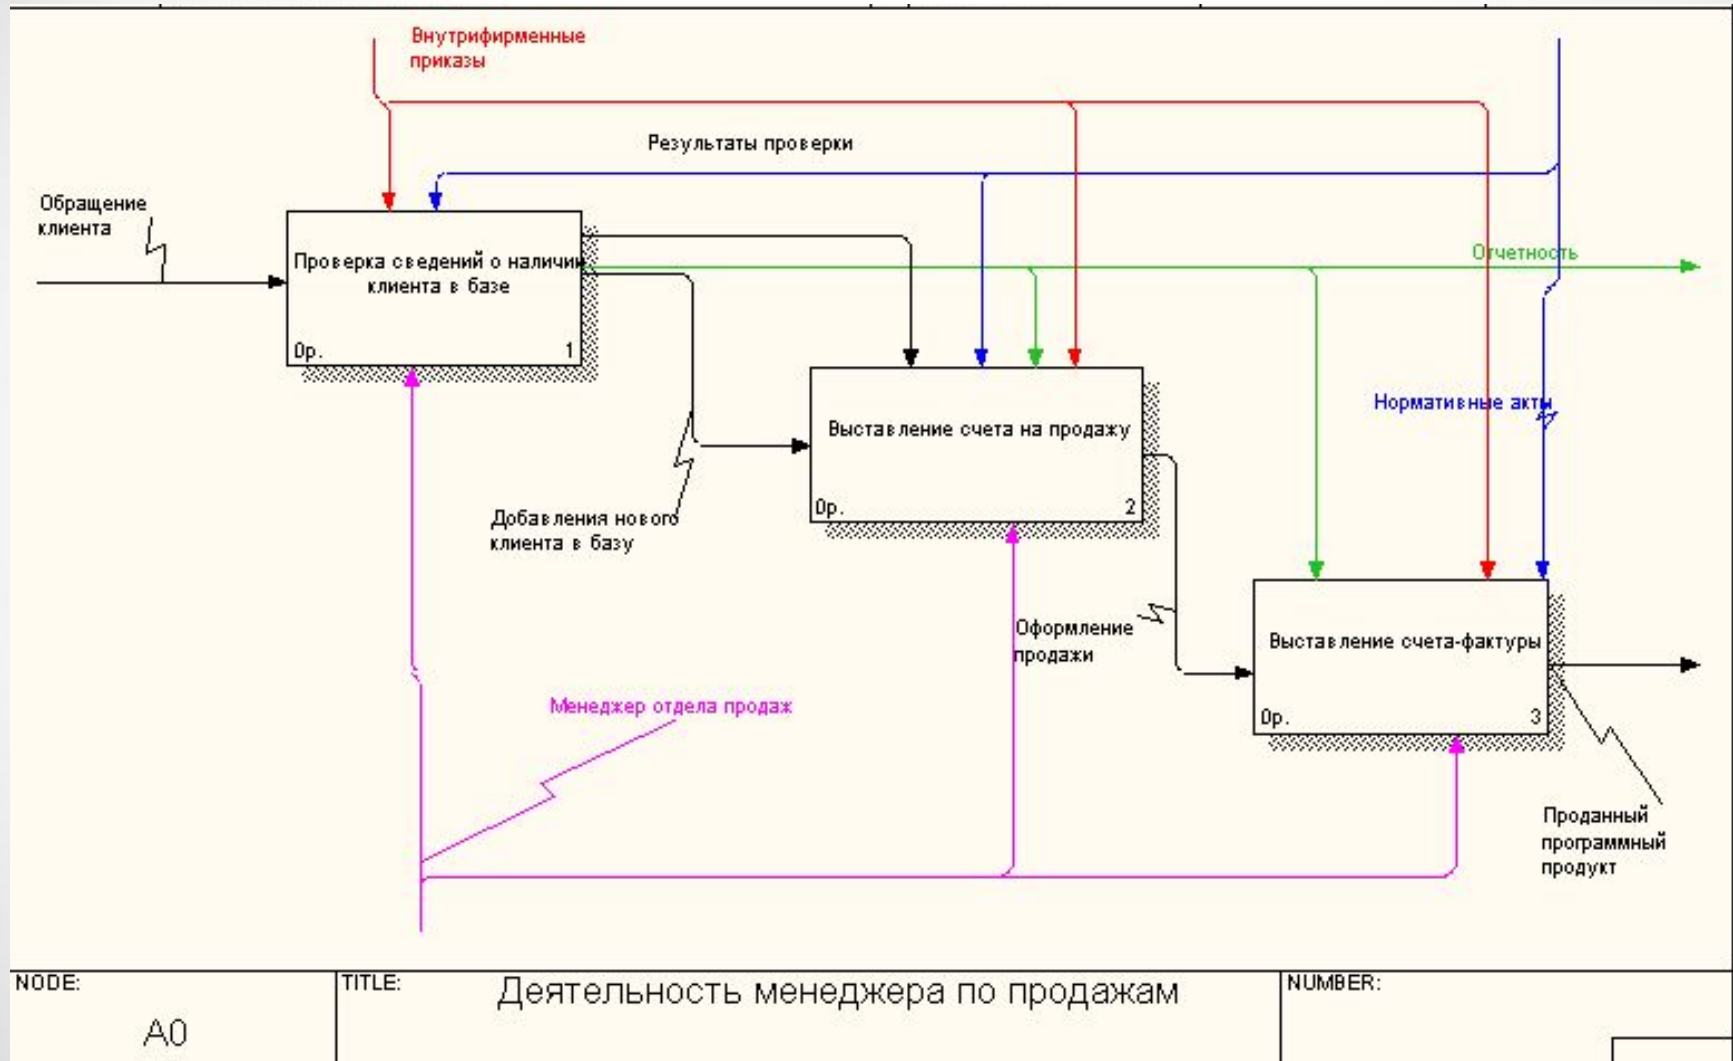 Внутрифирменные
приказы
Результаты проверки
Обращение
клиента
Проверка сведений о наличии
клиента в базе
0р.
1
Отчетность
Нормативные акты
Выставление счета на продажу
0р.
2
Добавления нового
клиента в базу
Оформление
продажи
Выставление счета-фактуры
0р.
3
Менеджер отдела продаж
Проданный
программный
продукт
NODE:
A0
TITLE:
Деятельность менеджера по продажам
NUMBER: